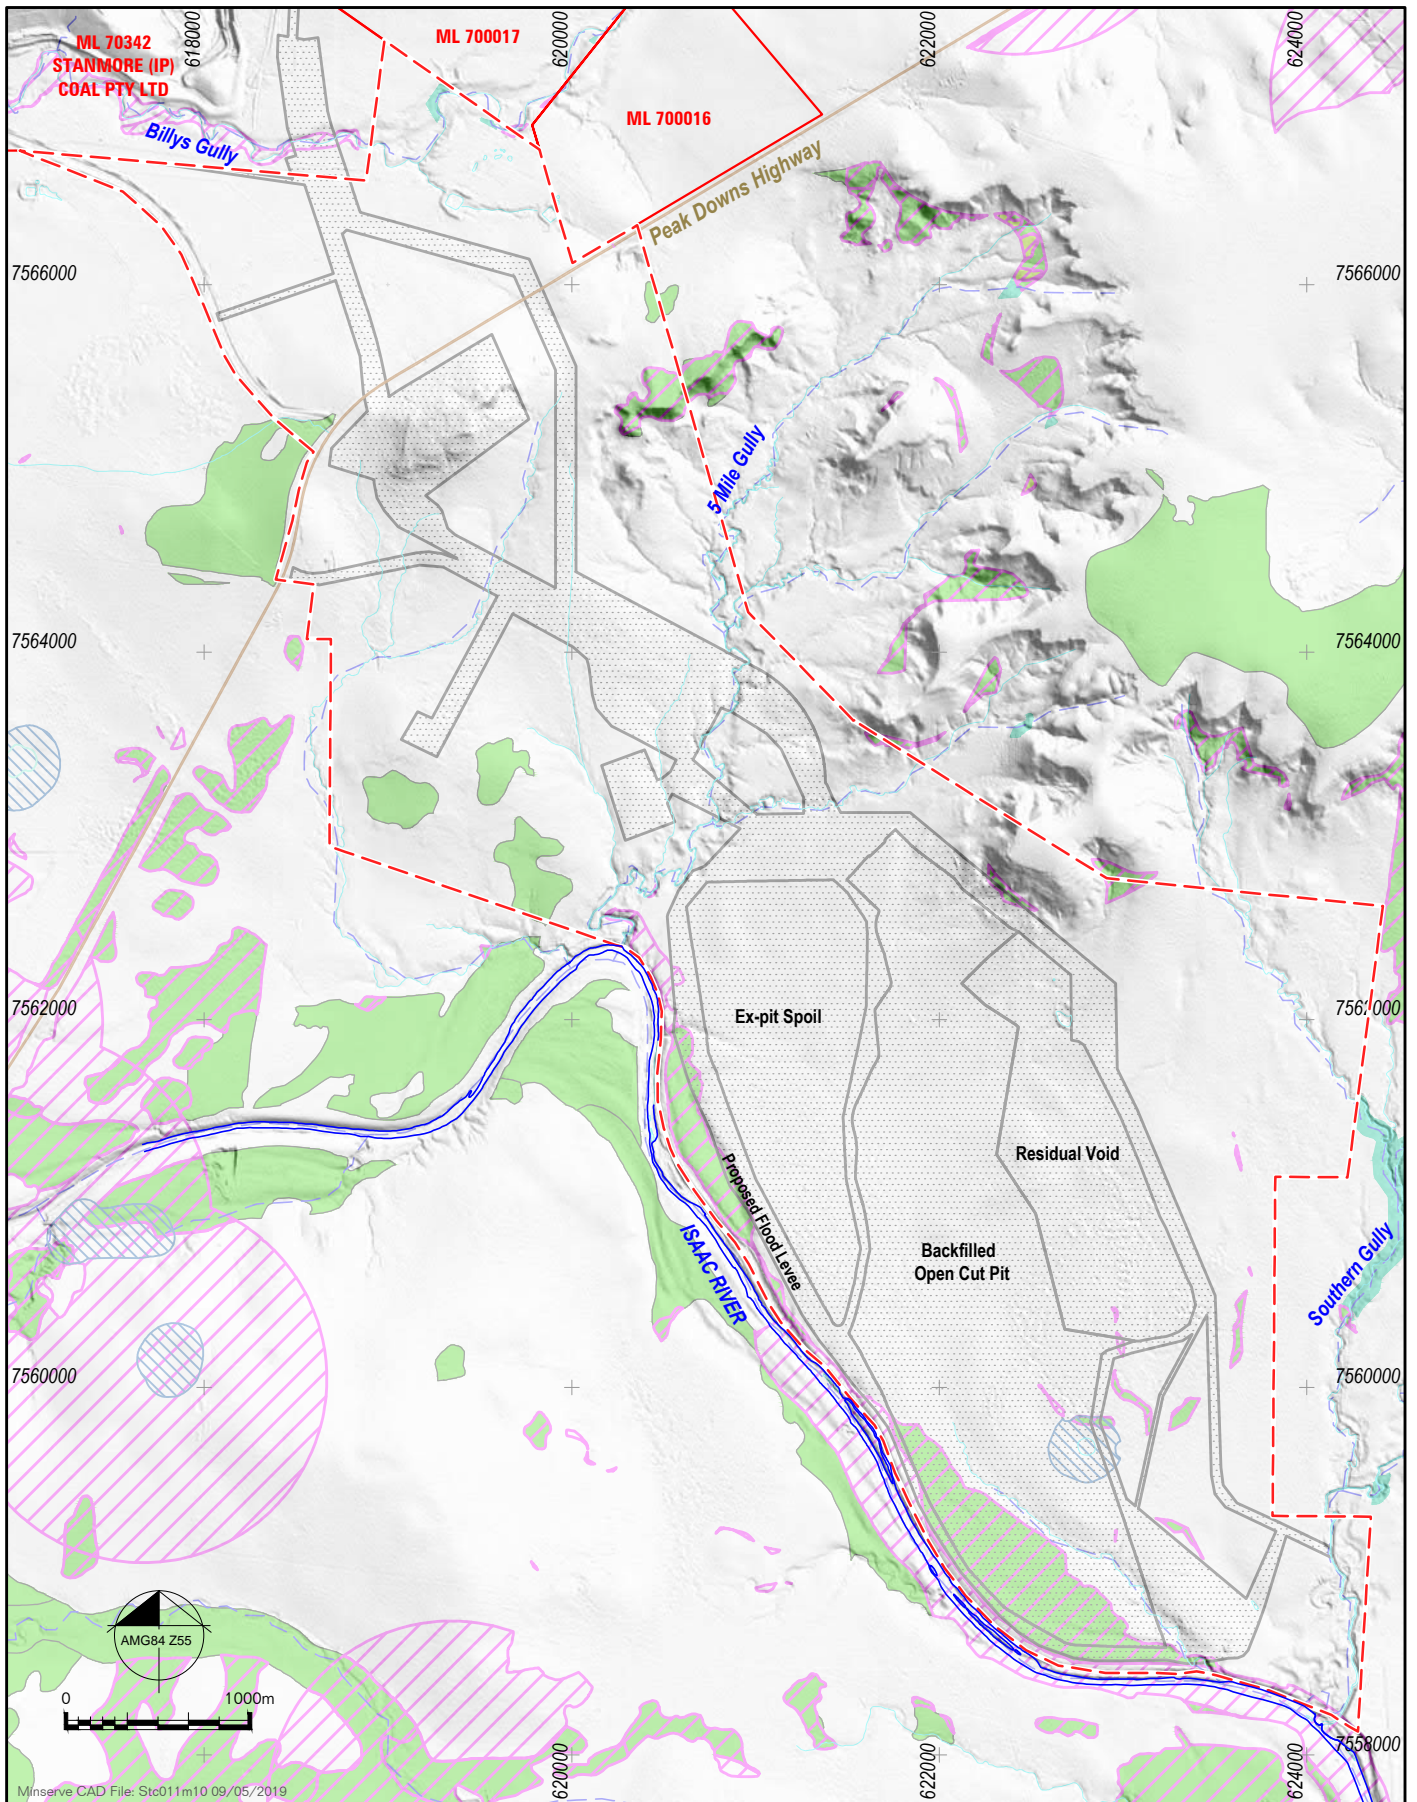 618000
620000
622000
624000
ML 70342
STANMORE (IP)
COAL PTY LTD
ML 700017
ML 700016
Billys Gully
Peak Downs Highway
7566000
7566000
5 Mile Gully
7564000
7564000
7562000
7562000
Ex-pit Spoil
Residual Void
Proposed Flood Levee
ISAAC RIVER
Backfilled
Open Cut Pit
Southern Gully
7560000
7560000
AMG84 Z55
0 1000m
7558000
620000
622000
624000
Minserve CAD File: Stc011m10 09/05/2019